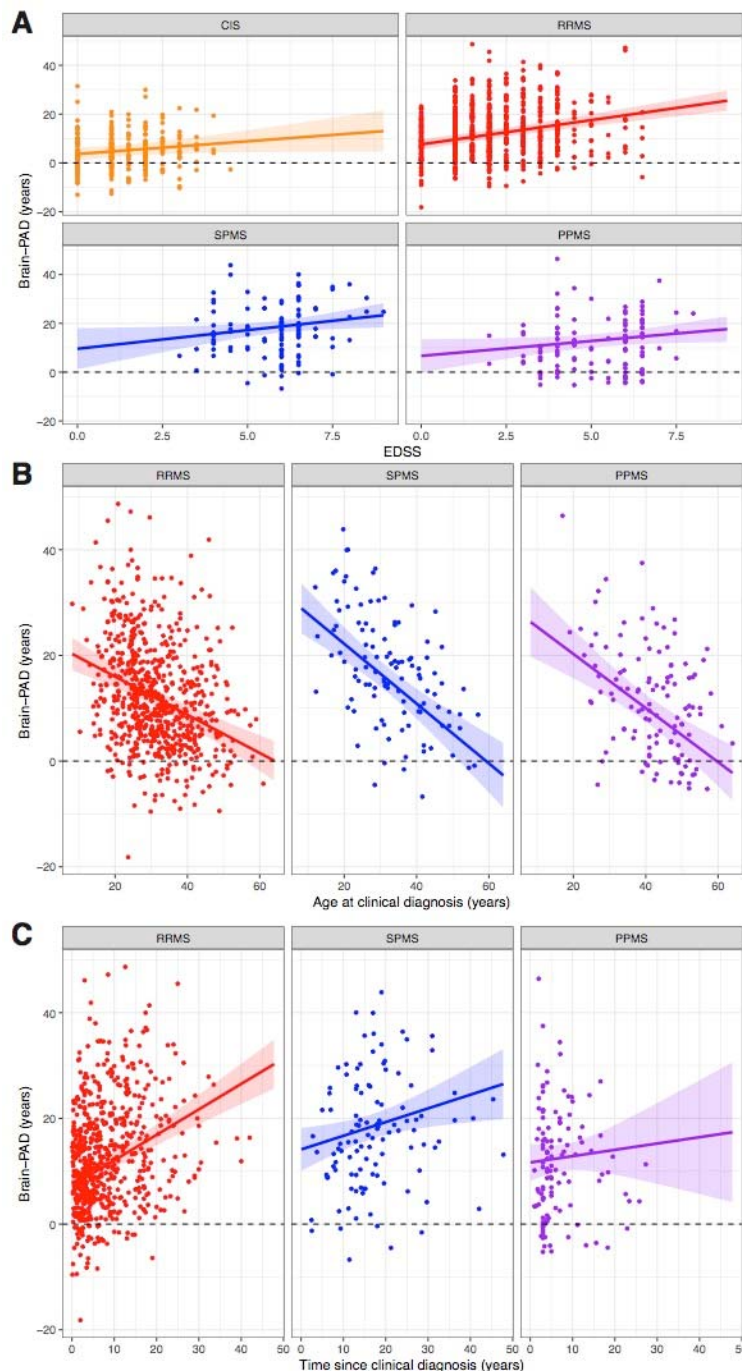 A
CIS
RRMS
40
20
0
−20
SPMS
PPMS
40
20
0
−20
Brain−PAD (years)
0.0 2.5 5.0 7.5 0.0 2.5 5.0 7.5
EDSS
B
RRMS SPMS PPMS
40
20
0
−20
Brain−PAD (years)
20 40 60 20 40 60 20 40 60
Age at clinical diagnosis (years)
C
RRMS SPMS PPMS
40
20
0
−20
Brain−PAD (years)
0 10 20 30 40 50 0 10 20 30 40 50 0 10 20 30 40 50
Time since clinical diagnosis (years)